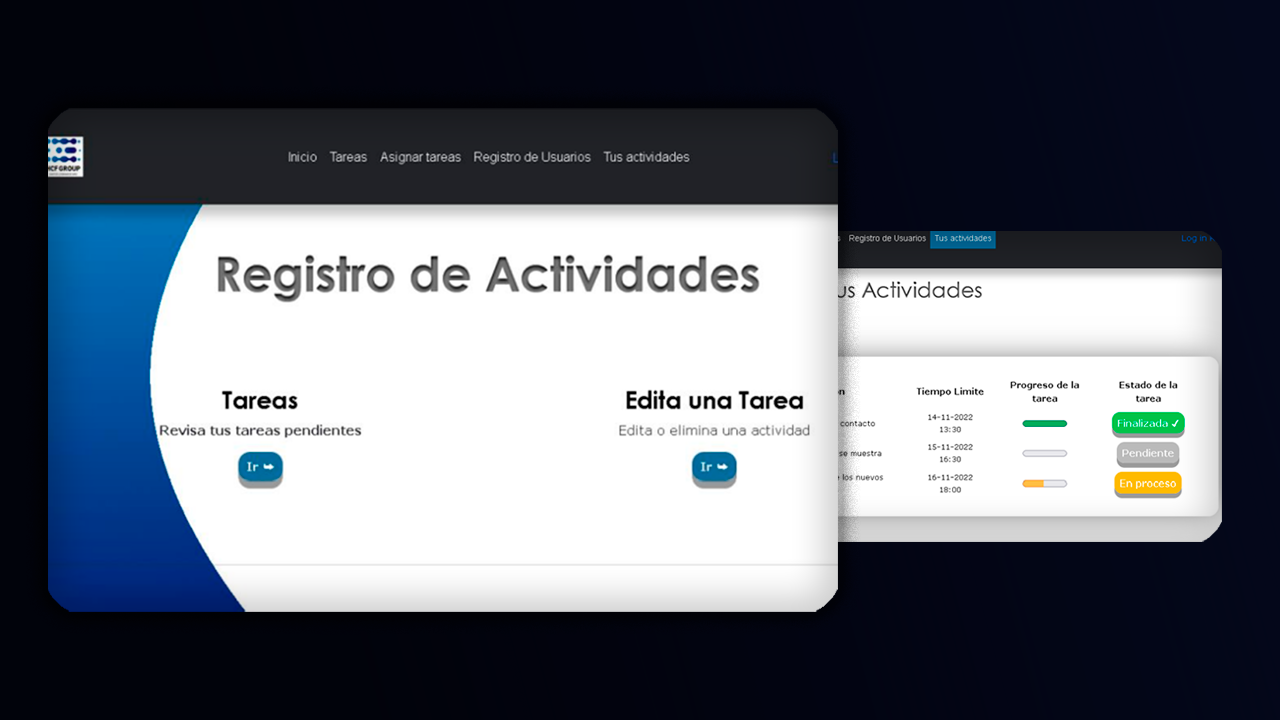 Inicio Tareas Asignar tareas Registro de Usuarios Tus actividades
Registro de Actividades
Tareas
Revisa tus tareas pendientes
Ir
Edita una Tarea
Edita o elimina una actividad
Ir
Registro de Usuarios Tus actividades Log in
Actividades
Tiempo Limite
Progreso de la
tarea
Estado de la
tarea
contacto
14-11-2022
13:30
Finalizada ✓
se muestra
15-11-2022
16:30
Pendiente
los nuevos
16-11-2022
18:00
En proceso